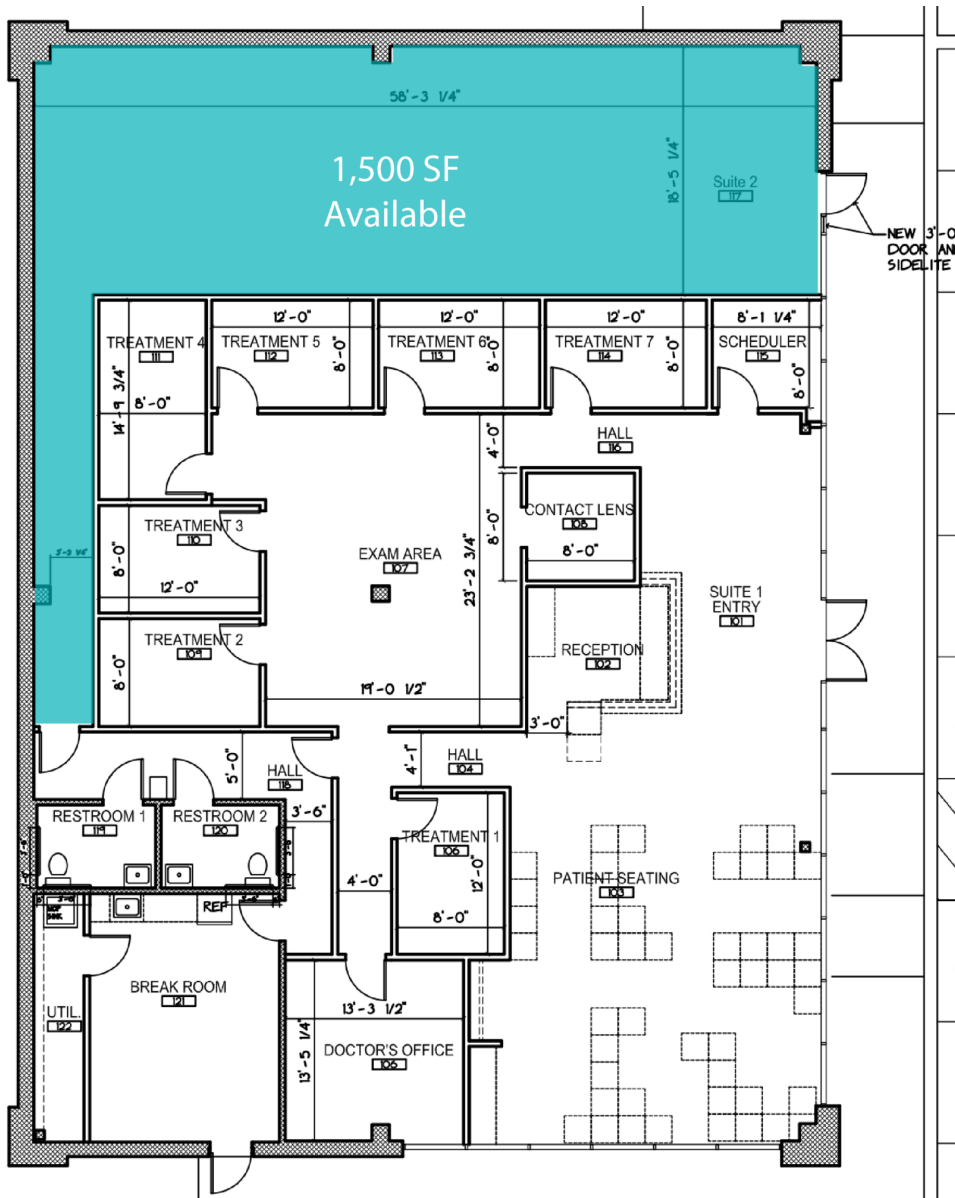 58'-3 1/4"
1,500 SF
Available
18'-5 1/4"
Suite 2
117
NEW 3'-0
DOOR AN
SIDELITE
TREATMENT 4
111
14'-9 3/4"
8'-0"
12'-0"
TREATMENT 5
112
8'-0"
12'-0"
TREATMENT 6
113
8'-0"
12'-0"
TREATMENT 7
114
8'-0"
8'-1 1/4"
SCHEDULER
115
8'-0"
HALL
116
4'-0"
CONTACT LENS
108
8'-0"
8'-0"
TREATMENT 3
110
8'-0"
12'-0"
EXAM AREA
107
23'-2 3/4"
19'-0 1/2"
SUITE 1
ENTRY
101
TREATMENT 2
109
8'-0"
RECEPTION
102
3'-0"
HALL
118
5'-0"
3'-6"
HALL
104
4'-1"
RESTROOM 1
119
RESTROOM 2
120
TREATMENT 1
106
12'-0"
8'-0"
4'-0"
PATIENT SEATING
103
MOP
SINK
REF
BREAK ROOM
121
UTIL.
122
13'-3 1/2"
DOCTOR'S OFFICE
105
13'-5 1/4"